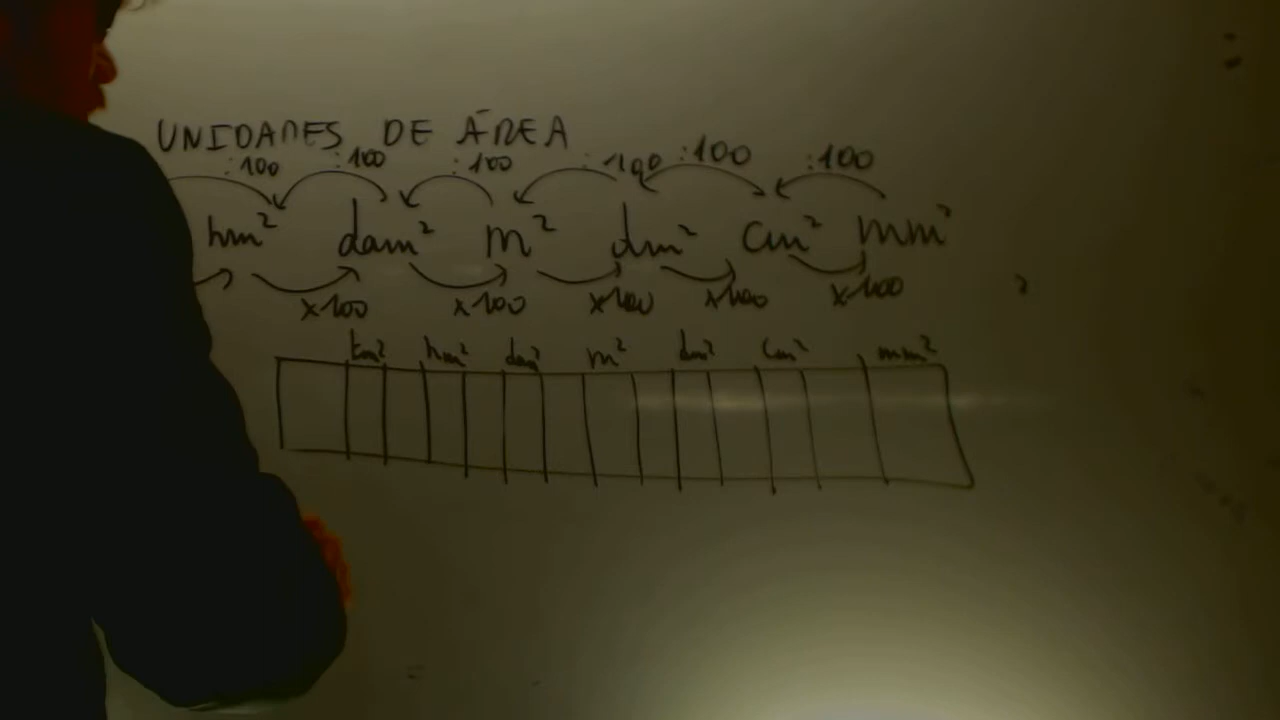 UNIDADES DE ÁREA
:100 :100 :100 :100 :100 :100
hm² dam² m² dm² cm² mm²
x100 x100 x100 x100 x100
km² hm² dam² m² dm² cm² mm²